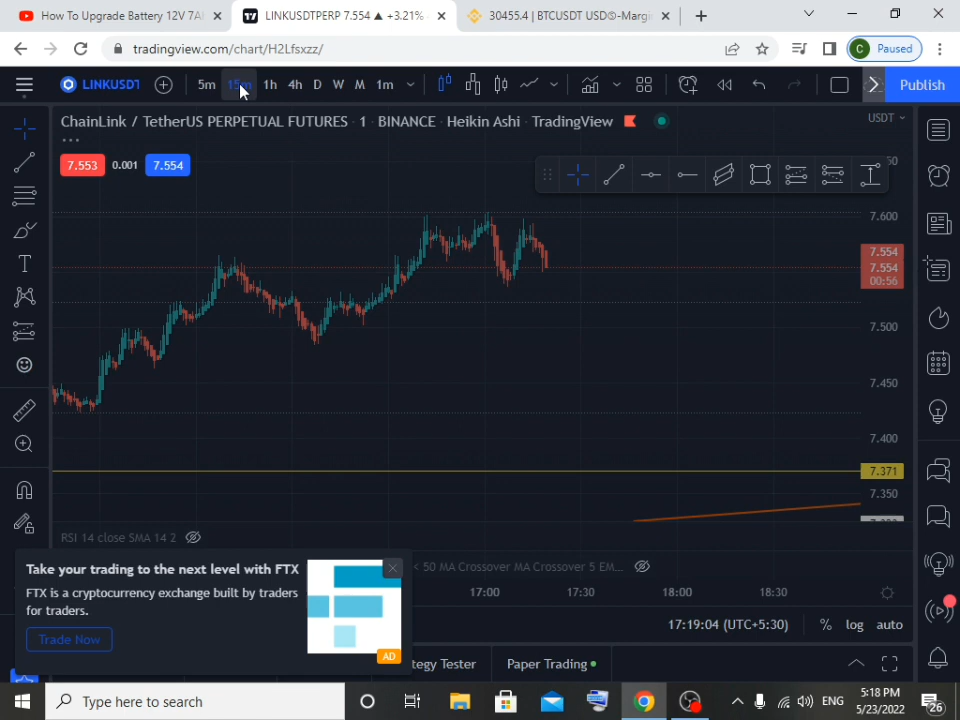 How To Upgrade Battery 12V 7A
LINKUSDTPERP 7.554 ▲ +3.21%
30455.4 | BTCUSDT USDⓈ-Margin
tradingview.com/chart/H2Lfsxzz/
C Paused
LINKUSDT
5m 15m 1h 4h D W M 1m
Publish
ChainLink / TetherUS PERPETUAL FUTURES · 1 · BINANCE · Heikin Ashi · TradingView
USDT
7.553 0.001 7.554
7.600
7.554
7.554
00:56
7.500
7.450
7.400
7.371
7.350
RSI 14 close SMA 14 2
< 50 MA Crossover MA Crossover 5 EM...
17:00 17:30 18:00 18:30
Take your trading to the next level with FTX
FTX is a cryptocurrency exchange built by traders
for traders.
Trade Now
AD
17:19:04 (UTC+5:30) % log auto
tegy Tester Paper Trading
Type here to search
ENG
5:18 PM
5/23/2022
26